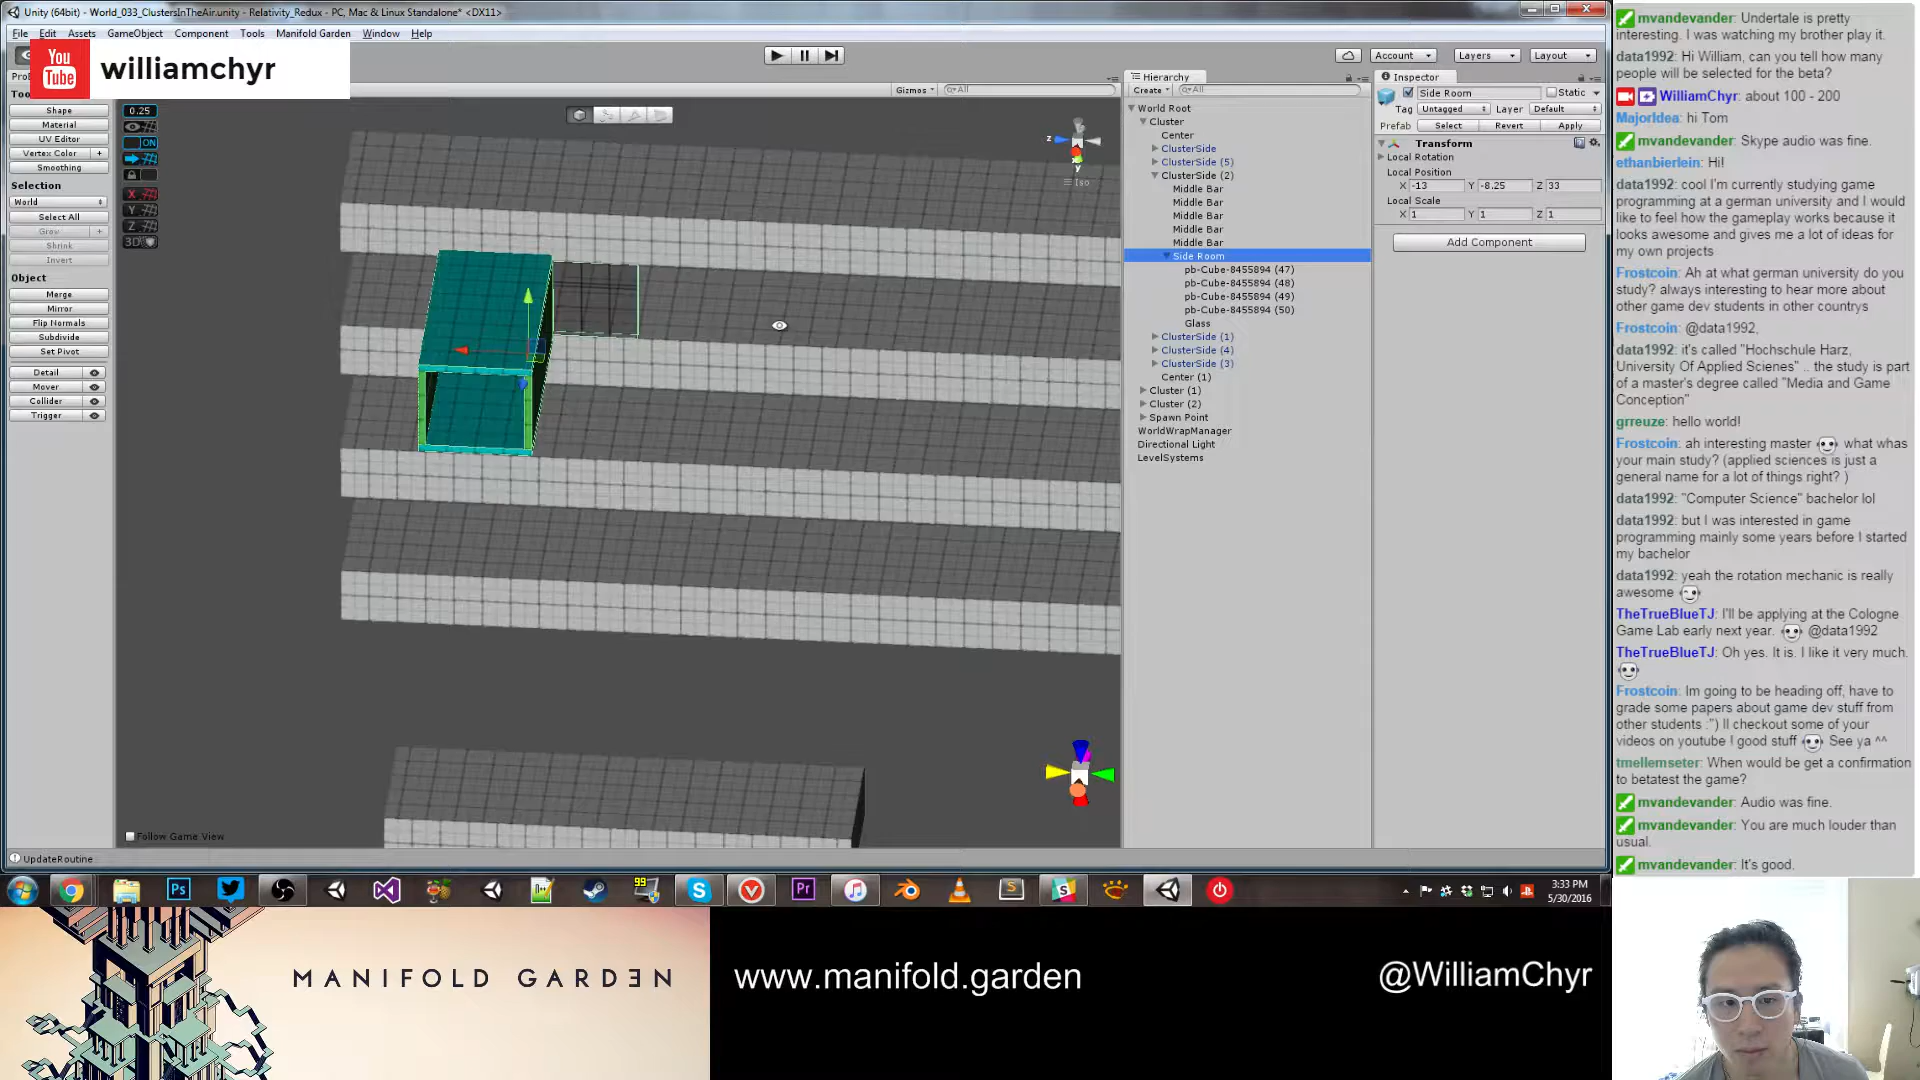 Unity (64bit) - World_033_ClustersInTheAir.unity - Relativity_Redux - PC, Mac & Linux Standalone* <DX11>
File Edit Assets GameObject Component Tools Manifold Garden Window Help
You Tube williamchyr
Account Layers Layout
Gizmos All
Shape
Material
UV Editor
Vertex Color +
Smoothing
Selection
World
Select All
Grow +
Shrink
Invert
Object
Merge
Mirror
Flip Normals
Subdivide
Set Pivot
Detail
Mover
Collider
Trigger
0.25
ON
X
Y
Z
3D
z
y
Iso
Follow Game View
UpdateRoutine
Hierarchy
Create All
World Root
Cluster
Center
ClusterSide
ClusterSide (5)
ClusterSide (2)
Middle Bar
Middle Bar
Middle Bar
Middle Bar
Middle Bar
Side Room
pb-Cube-8455894 (47)
pb-Cube-8455894 (48)
pb-Cube-8455894 (49)
pb-Cube-8455894 (50)
Glass
ClusterSide (1)
ClusterSide (4)
ClusterSide (3)
Center (1)
Cluster (1)
Cluster (2)
Spawn Point
WorldWrapManager
Directional Light
LevelSystems
Inspector
Side Room Static
Tag Untagged Layer Default
Prefab Select Revert Apply
Transform
Local Rotation
Local Position
X -13 Y -8.25 Z 33
Local Scale
X 1 Y 1 Z 1
Add Component
mvandevander: Undertale is pretty
interesting. I was watching my brother play it.
data1992: Hi William, can you tell how many
people will be selected for the beta?
WilliamChyr: about 100 - 200
MajorIdea: hi Tom
mvandevander: Skype audio was fine.
ethanbierlein: Hi!
data1992: cool I'm currently studying game
programming at a german university and I would
like to feel how the gameplay works because it
looks awesome and gives me a lot of ideas for
my own projects
Frostcoin: Ah at what german university do you
study? always interesting to hear more about
other game dev students in other countrys
Frostcoin: @data1992,
data1992: it's called "Hochschule Harz,
University Of Applied Scienes" .. the study is part
of a master's degree called "Media and Game
Conception"
grreuze: hello world!
Frostcoin: ah interesting master what whas
your main study? (applied sciences is just a
general name for a lot of things right? )
data1992: "Computer Science" bachelor lol
data1992: but I was interested in game
programming mainly some years before I started
my bachelor
data1992: yeah the rotation mechanic is really
awesome
TheTrueBlueTJ: I'll be applying at the Cologne
Game Lab early next year. @data1992
TheTrueBlueTJ: Oh yes. It is. I like it very much.
Frostcoin: Im going to be heading off, have to
grade some papers about game dev stuff from
other students :") Il checkout some of your
videos on youtube ! good stuff See ya ^^
tmellemseter: When would be get a confirmation
to betatest the game?
mvandevander: Audio was fine.
mvandevander: You are much louder than
usual.
mvandevander: It's good.
Ps
99
Pr
3:33 PM
5/30/2016
MANIFOLD GARDEN
www.manifold.garden
@WilliamChyr